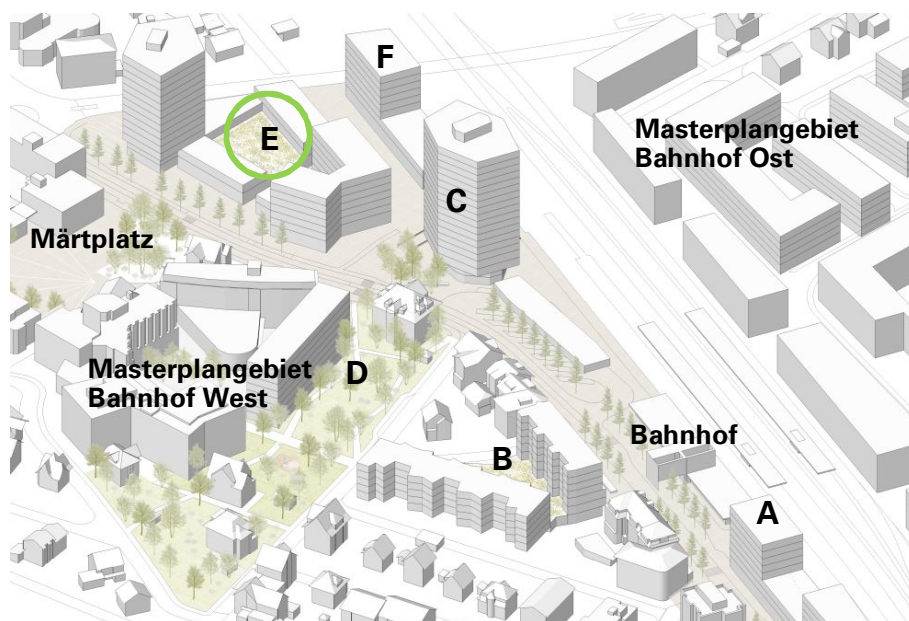 F
E
Masterplangebiet
Bahnhof Ost
C
Märtplatz
Masterplangebiet
Bahnhof West
D
Bahnhof
B
A